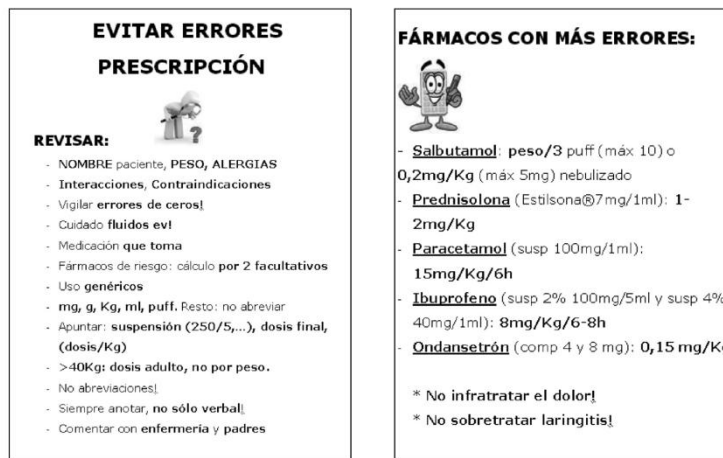 EVITAR ERRORES
PRESCRIPCIÓN
?
REVISAR:
- NOMBRE paciente, PESO, ALERGIAS
- Interacciones, Contraindicaciones
- Vigilar errores de ceros!
- Cuidado fluidos ev!
- Medicación que toma
- Fármacos de riesgo: cálculo por 2 facultativos
- Uso genéricos
- mg, g, Kg, ml, puff. Resto: no abreviar
- Apuntar: suspensión (250/5,...), dosis final,
(dosis/Kg)
- >40Kg: dosis adulto, no por peso.
- No abreviaciones!
- Siempre anotar, no sólo verbal!
- Comentar con enfermería y padres
FÁRMACOS CON MÁS ERRORES:
- Salbutamol: peso/3 puff (máx 10) o
0,2mg/Kg (máx 5mg) nebulizado
- Prednisolona (Estilsona®7mg/1ml): 1-
2mg/Kg
- Paracetamol (susp 100mg/1ml):
15mg/Kg/6h
- Ibuprofeno (susp 2% 100mg/5ml y susp 4%
40mg/1ml): 8mg/Kg/6-8h
- Ondansetrón (comp 4 y 8 mg): 0,15 mg/K
* No infratratar el dolor!
* No sobretratar laringitis!